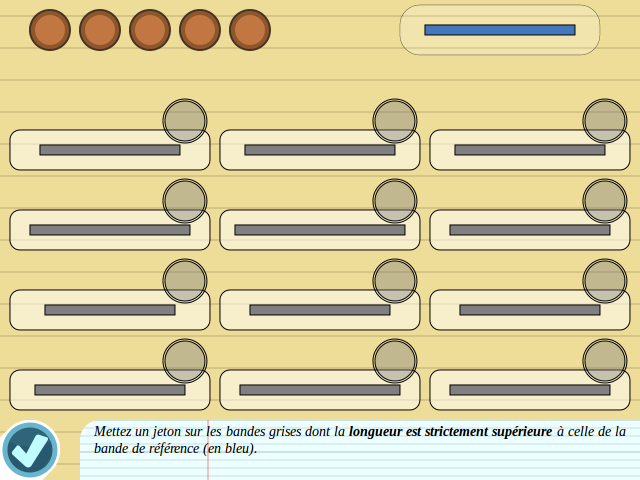 Mettez un jeton sur les bandes grises dont la longueur est strictement supérieure à celle de la
bande de référence (en bleu).